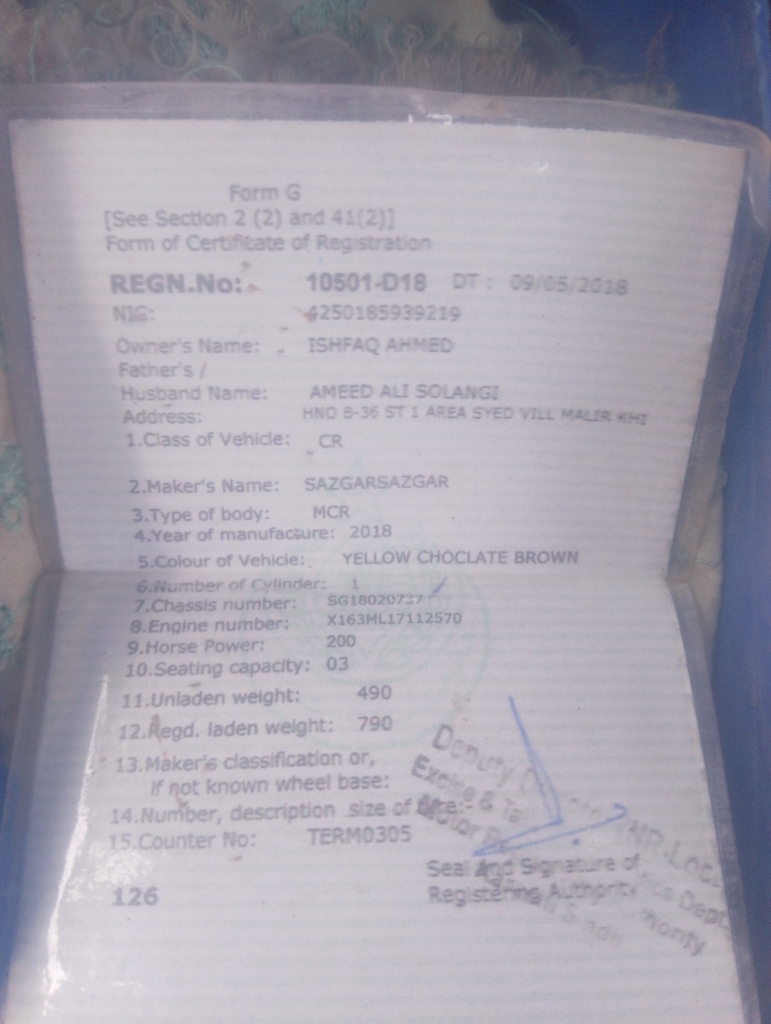 Form G
[See Section 2 (2) and 41(2)]
Form of Certificate of Registration
REGN.No: 10501-D18 DT : 09/05/2018
NIC: 4250185939219
Owner's Name: ISHFAQ AHMED
Father's /
Husband Name: AMEED ALI SOLANGI
Address: HNO B-36 ST 1 AREA SYED VILL MALIR KHI
1.Class of Vehicle: CR
2.Maker's Name: SAZGARSAZGAR
3.Type of body: MCR
4.Year of manufacture: 2018
5.Colour of Vehicle: YELLOW CHOCLATE BROWN
6.Number of Cylinder: 1
7.Chassis number: SG18020737
8.Engine number: X163ML17112570
9.Horse Power: 200
10.Seating capacity: 03
11.Unladen weight: 490
12.Regd. laden weight: 790
13.Maker's classification or,
if not known wheel base:
14.Number, description size of
15.Counter No: TERM0305
Deputy
Excise &
Motor
Dept.
Seal And Signature of
Registering Authority
126